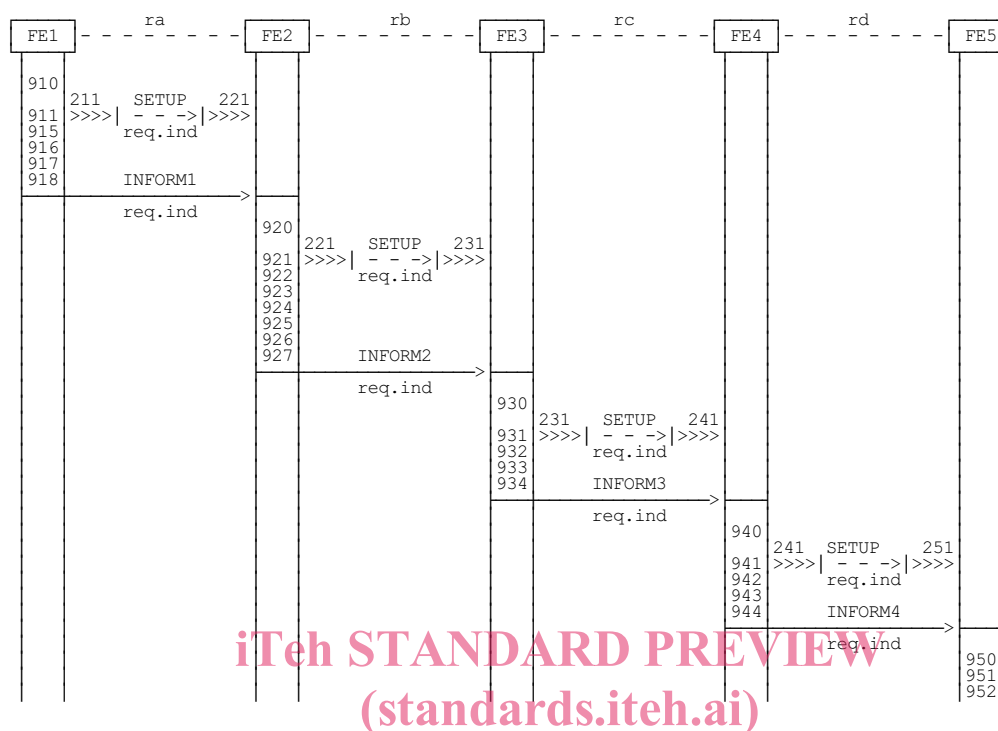 ra rb rc rd
FE1 FE2 FE3 FE4 FE5
910
211 SETUP 221
911 >>>>| - - ->|>>>>
915 req.ind
916
917
918 INFORM1
req.ind
920
221 SETUP 231
921 >>>>| - - ->|>>>>
922 req.ind
923
924
925
926
927 INFORM2
req.ind
930
231 SETUP 241
931 >>>>| - - ->|>>>>
932 req.ind
933
934 INFORM3
req.ind
940
241 SETUP 251
941 >>>>| - - ->|>>>>
942 req.ind
943
944 INFORM4
req.ind
iTeh STANDARD PREVIEW
950
951
952
(standards.iteh.ai)